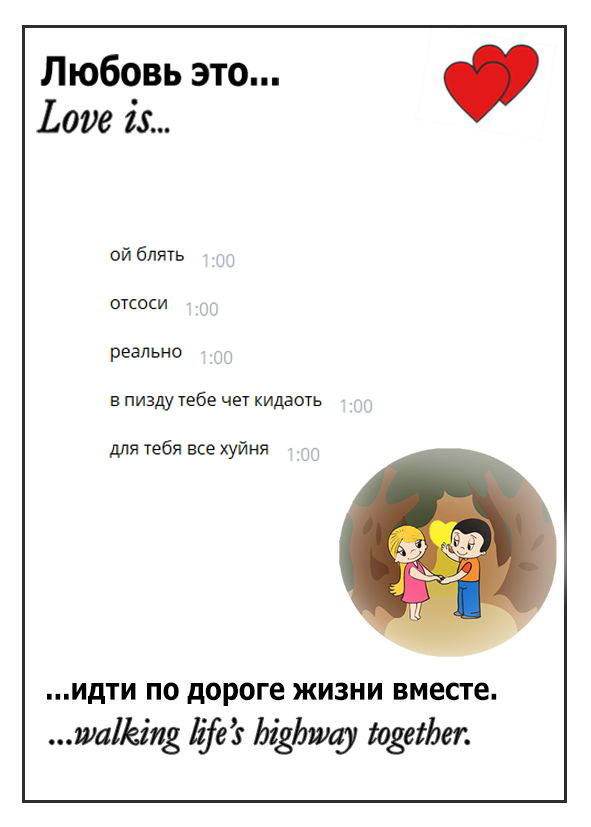 Любовь это...
Love is...
ой блять 1:00
отсоси 1:00
реально 1:00
в пизду тебе чет кидаоть 1:00
для тебя все хуйня 1:00
...идти по дороге жизни вместе.
...walking life's highway together.